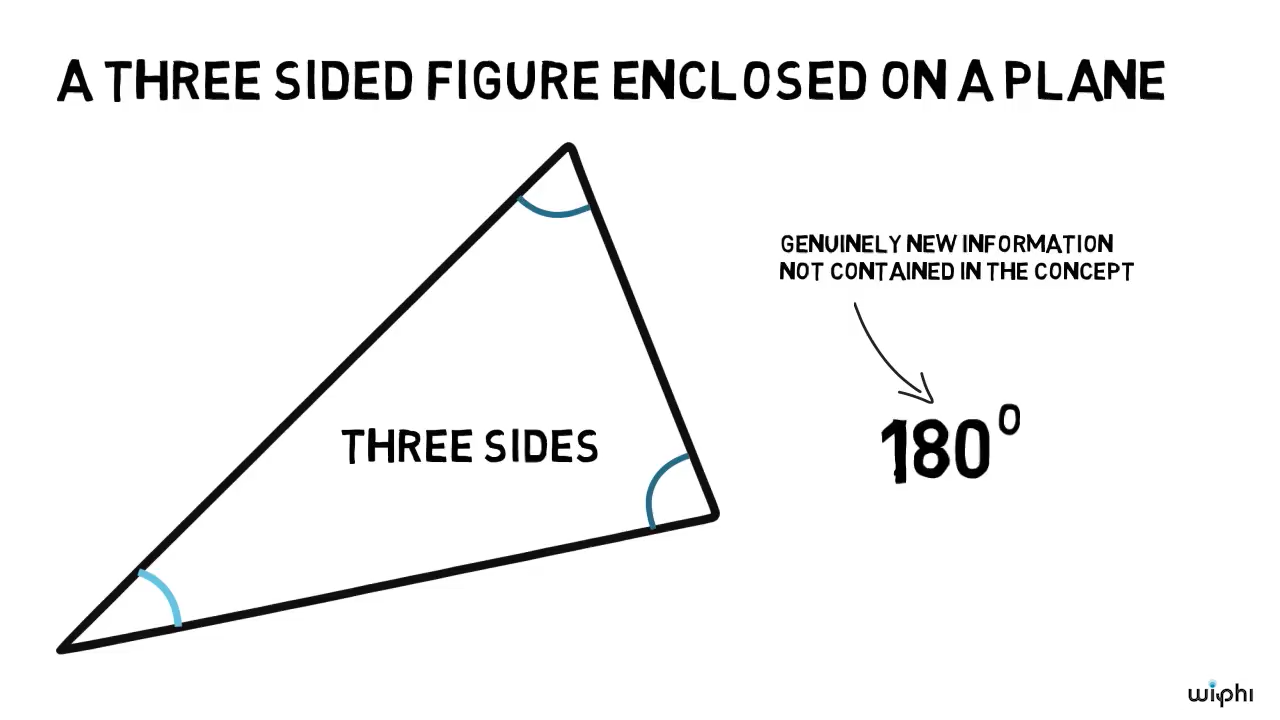 A THREE SIDED FIGURE ENCLOSED ON A PLANE
GENUINELY NEW INFORMATION
NOT CONTAINED IN THE CONCEPT
180°
THREE SIDES
wiphi